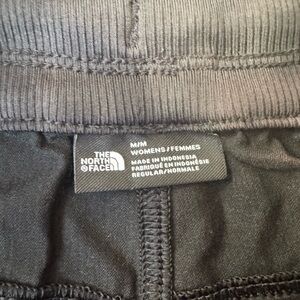 THE
NORTH
FACE
M/M
WOMENS/FEMMES
MADE IN INDONESIA
FABRIQUÉ EN INDONÉSIE
REGULAR/NORMALE